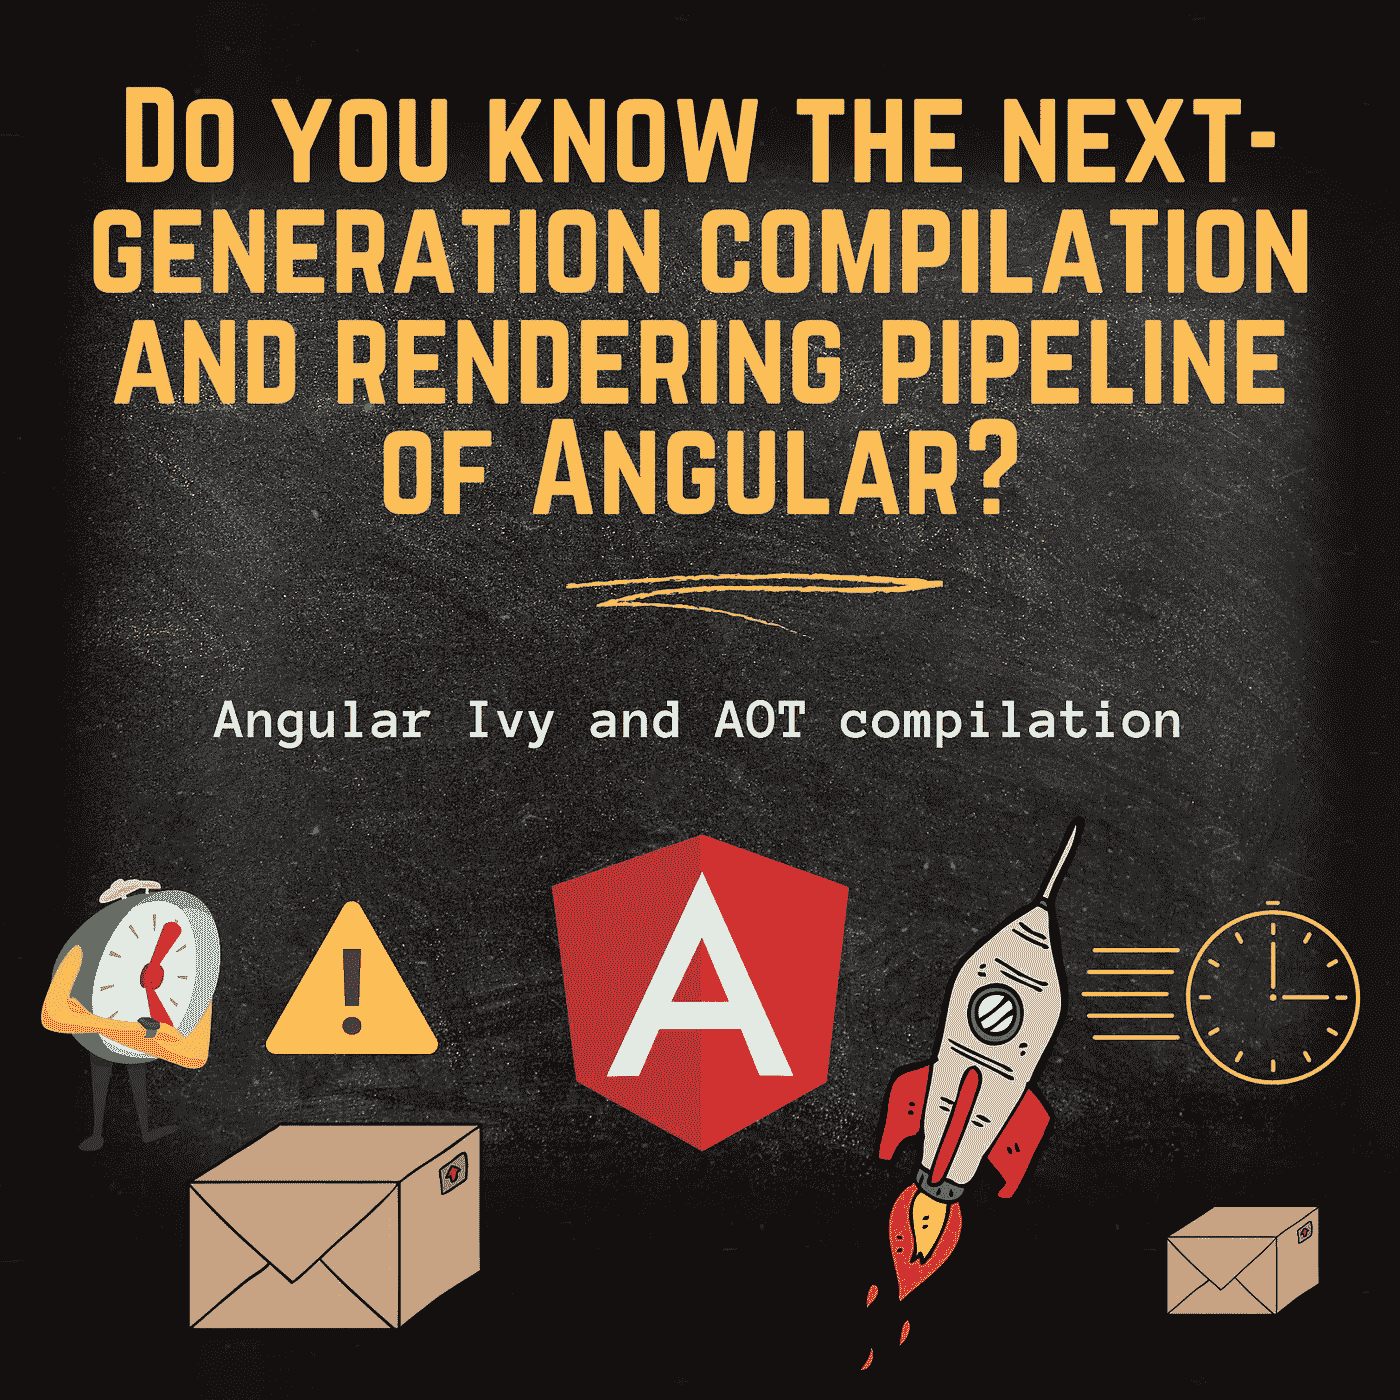 Do you know the next-
generation compilation
and rendering pipeline
of Angular?
Angular Ivy and AOT compilation
A